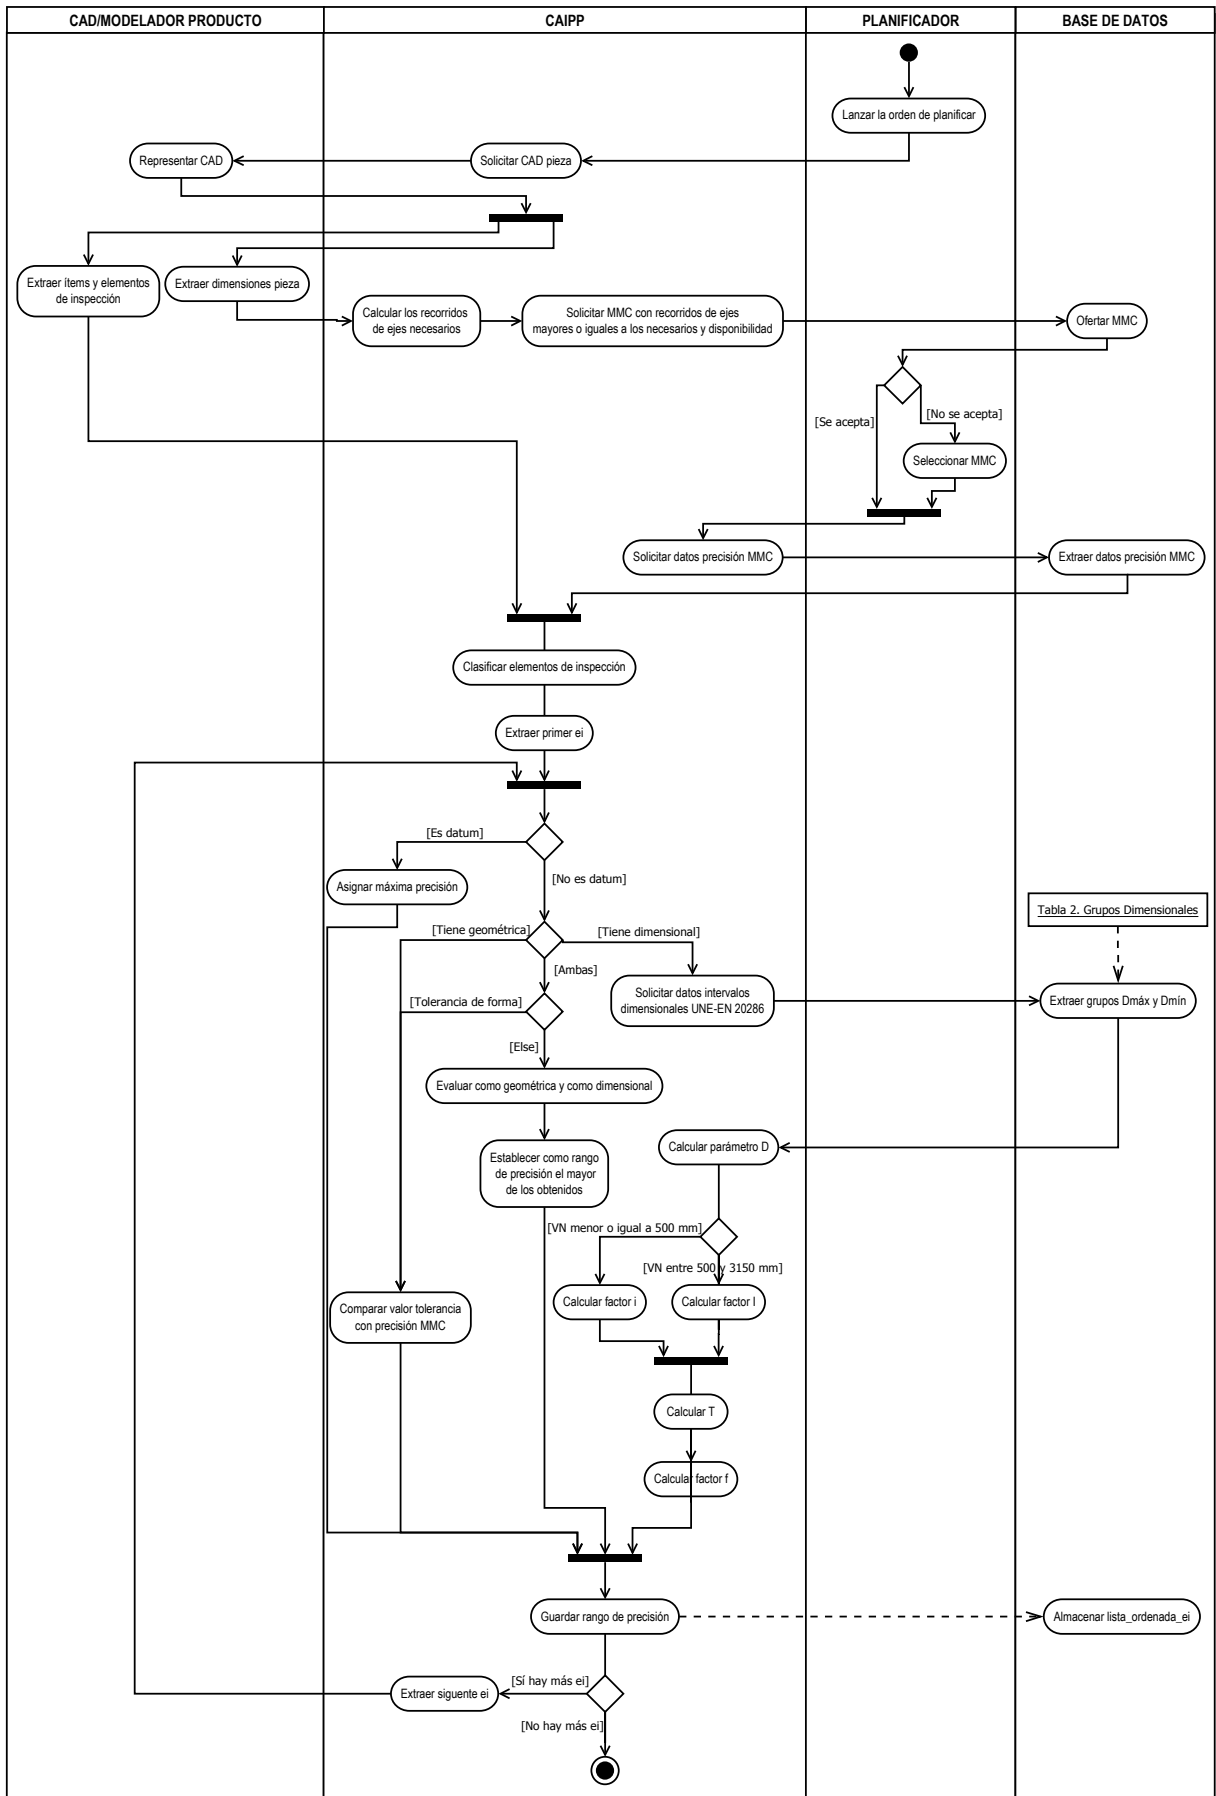 CAD/MODELADOR PRODUCTO
CAIPP
PLANIFICADOR
BASE DE DATOS
Lanzar la orden de planificar
Representar CAD
Solicitar CAD pieza
Extraer ítems y elementos
de inspección
Extraer dimensiones pieza
Calcular los recorridos
de ejes necesarios
Solicitar MMC con recorridos de ejes
mayores o iguales a los necesarios y disponibilidad
Ofertar MMC
[Se acepta]
[No se acepta]
Seleccionar MMC
Solicitar datos precisión MMC
Extraer datos precisión MMC
Clasificar elementos de inspección
Extraer primer ei
[Es datum]
[No es datum]
Asignar máxima precisión
Tabla 2. Grupos Dimensionales
[Tiene geométrica]
[Tiene dimensional]
[Ambas]
[Tolerancia de forma]
Solicitar datos intervalos
dimensionales UNE-EN 20286
Extraer grupos Dmáx y Dmín
[Else]
Evaluar como geométrica y como dimensional
Calcular parámetro D
Establecer como rango
de precisión el mayor
de los obtenidos
[VN menor o igual a 500 mm]
[VN entre 500 y 3150 mm]
Calcular factor i
Calcular factor I
Comparar valor tolerancia
con precisión MMC
Calcular T
Calcular factor f
Guardar rango de precisión
Almacenar lista_ordenada_ei
[Sí hay más ei]
Extraer siguente ei
[No hay más ei]